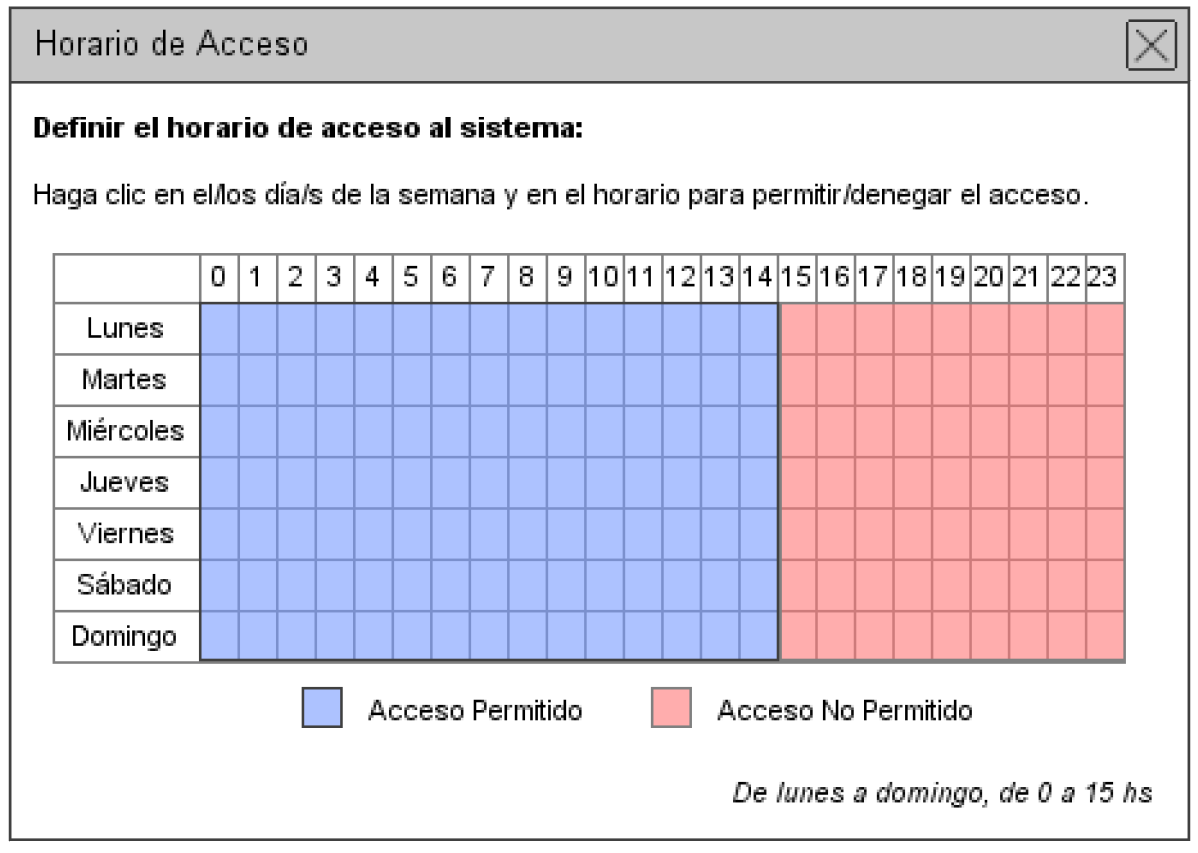 Horario de Acceso
Definir el horario de acceso al sistema:
Haga clic en el/los día/s de la semana y en el horario para permitir/denegar el acceso.
0 1 2 3 4 5 6 7 8 9 10 11 12 13 14 15 16 17 18 19 20 21 22 23
Lunes
Martes
Miércoles
Jueves
Viernes
Sábado
Domingo
Acceso Permitido Acceso No Permitido
De lunes a domingo, de 0 a 15 hs